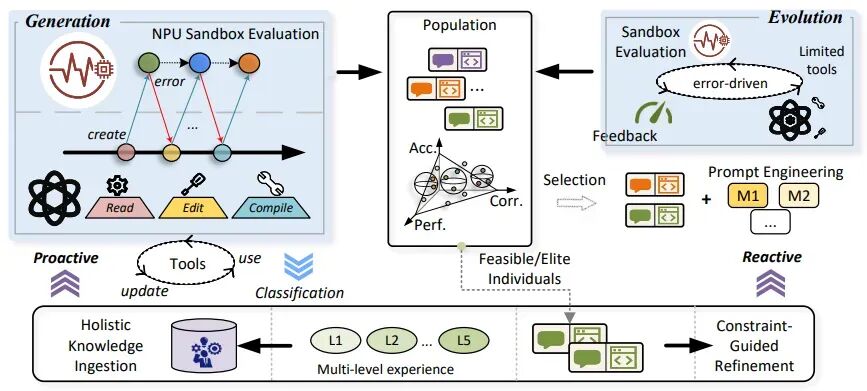 Generation
NPU Sandbox Evaluation
error
...
create
Read
Edit
Compile
Population
...
Acc.
Corr.
Perf.
Evolution
Sandbox
Evaluation
Limited
tools
error-driven
Feedback
Selection
Prompt Engineering
+
M1
M2
...
Proactive
Tools
use
update
Classification
Feasible/Elite
Individuals
Reactive
Holistic
Knowledge
Ingestion
L1
L2
...
L5
Multi-level experience
Constraint-
Guided
Refinement